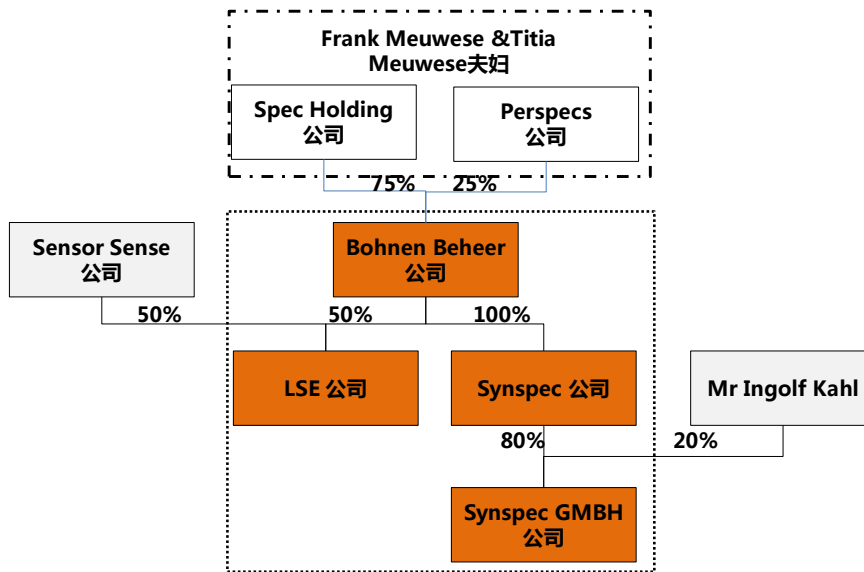 Frank Meuwese &Titia
Meuwese夫妇
Spec Holding
公司
Perspecs
公司
75%
25%
Sensor Sense
公司
Bohnen Beheer
公司
50%
50%
100%
LSE 公司
Synspec 公司
Mr Ingolf Kahl
80%
20%
Synspec GMBH
公司